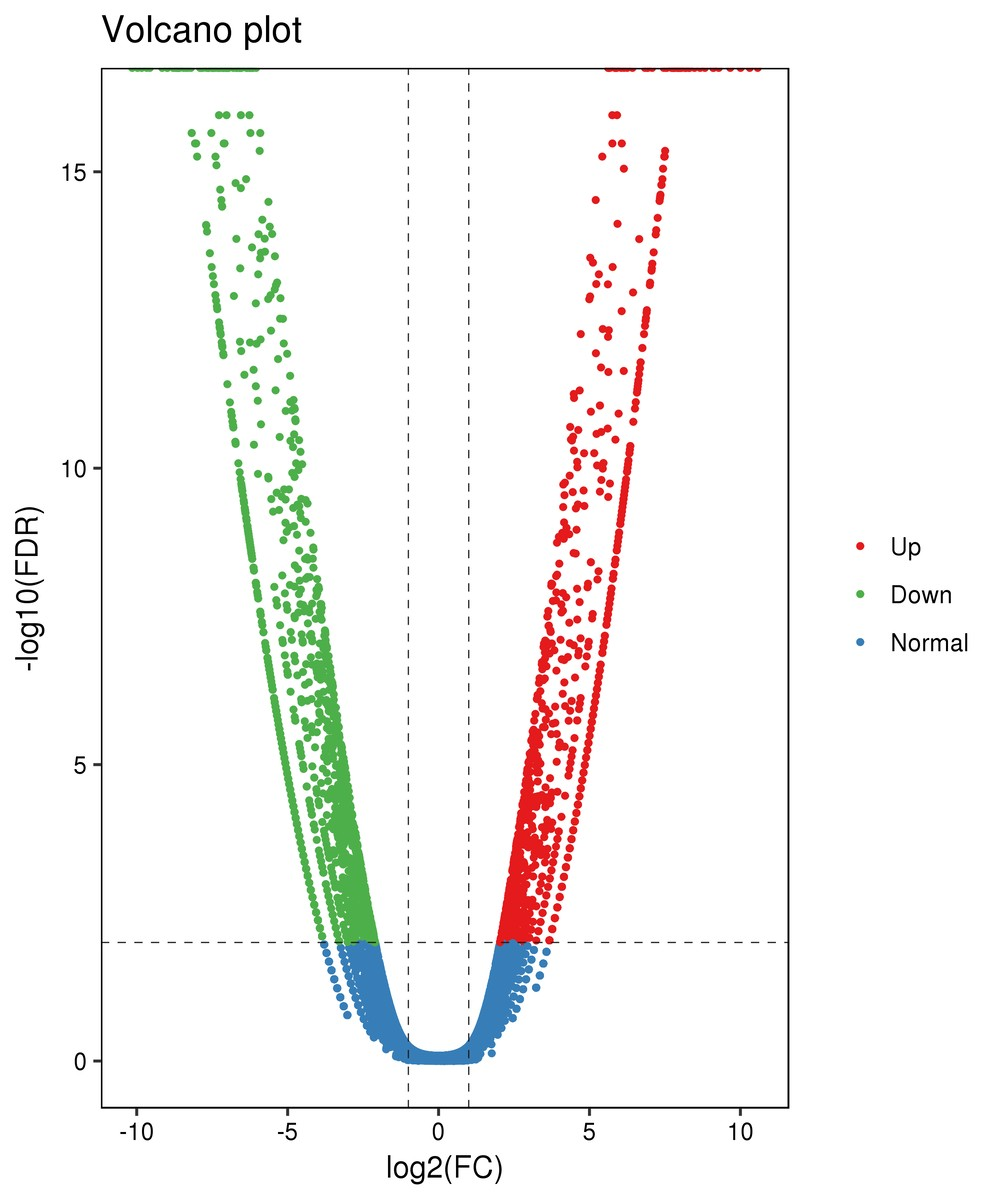 Volcano plot
-log10(FDR)
15
10
5
0
-10 -5 0 5 10
log2(FC)
Up
Down
Normal